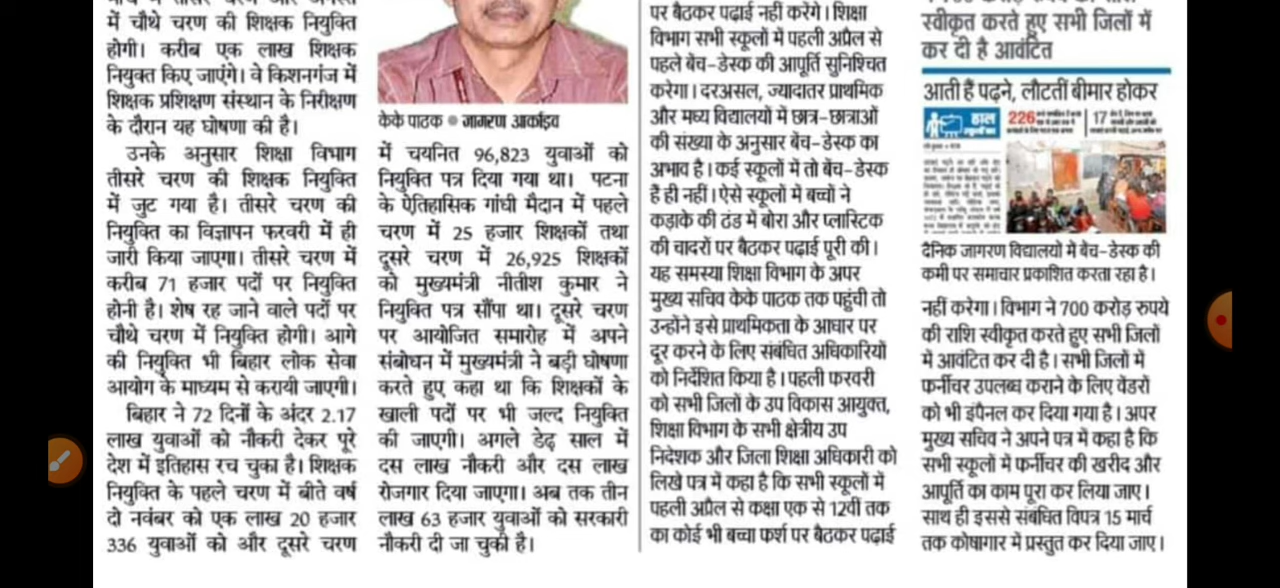 में चौथे चरण की शिक्षक नियुक्ति
होगी। करीब एक लाख शिक्षक
नियुक्त किए जाएंगे। वे किशनगंज में
शिक्षक प्रशिक्षण संस्थान के निरीक्षण
के दौरान यह घोषणा की है।
उनके अनुसार शिक्षा विभाग
तीसरे चरण की शिक्षक नियुक्ति
में जुट गया है। तीसरे चरण की
नियुक्ति का विज्ञापन फरवरी में ही
जारी किया जाएगा। तीसरे चरण में
करीब 71 हजार पदों पर नियुक्ति
होनी है। शेष रह जाने वाले पदों पर
चौथे चरण में नियुक्ति होगी। आगे
की नियुक्ति भी बिहार लोक सेवा
आयोग के माध्यम से करायी जाएगी।
बिहार ने 72 दिनों के अंदर 2.17
लाख युवाओं को नौकरी देकर पूरे
देश में इतिहास रच चुका है। शिक्षक
नियुक्ति के पहले चरण में बीते वर्ष
दो नवंबर को एक लाख 20 हजार
336 युवाओं को और दूसरे चरण
केके पाठक ● जागरण आर्काइव
में चयनित 96,823 युवाओं को
नियुक्ति पत्र दिया गया था। पटना
के ऐतिहासिक गांधी मैदान में पहले
चरण में 25 हजार शिक्षकों तथा
दूसरे चरण में 26,925 शिक्षकों
को मुख्यमंत्री नीतीश कुमार ने
नियुक्ति पत्र सौंपा था। दूसरे चरण
पर आयोजित समारोह में अपने
संबोधन में मुख्यमंत्री ने बड़ी घोषणा
करते हुए कहा था कि शिक्षकों के
खाली पदों पर भी जल्द नियुक्ति
की जाएगी। अगले डेढ़ साल में
दस लाख नौकरी और दस लाख
रोजगार दिया जाएगा। अब तक तीन
लाख 63 हजार युवाओं को सरकारी
नौकरी दी जा चुकी है।
पर बैठकर पढ़ाई नहीं करेंगे। शिक्षा
विभाग सभी स्कूलों में पहली अप्रैल से
पहले बेंच-डेस्क की आपूर्ति सुनिश्चित
करेगा। दरअसल, ज्यादातर प्राथमिक
और मध्य विद्यालयों में छात्र-छात्राओं
की संख्या के अनुसार बेंच-डेस्क का
अभाव है। कई स्कूलों में तो बेंच-डेस्क
हैं ही नहीं। ऐसे स्कूलों में बच्चों ने
कड़ाके की ठंड में बोरा और प्लास्टिक
की चादरों पर बैठकर पढ़ाई पूरी की।
यह समस्या शिक्षा विभाग के अपर
मुख्य सचिव केके पाठक तक पहुंची तो
उन्होंने इसे प्राथमिकता के आधार पर
दूर करने के लिए संबंधित अधिकारियों
को निर्देशित किया है। पहली फरवरी
को सभी जिलों के उप विकास आयुक्त,
शिक्षा विभाग के सभी क्षेत्रीय उप
निदेशक और जिला शिक्षा अधिकारी को
लिखे पत्र में कहा है कि सभी स्कूलों में
पहली अप्रैल से कक्षा एक से 12वीं तक
का कोई भी बच्चा फर्श पर बैठकर पढ़ाई
स्वीकृत करते हुए सभी जिलों में
कर दी है आवंटित
आती हैं पढ़ने, लौटतीं बीमार होकर
हाल
226
17
दैनिक जागरण विद्यालयों में बेंच-डेस्क की
कमी पर समाचार प्रकाशित करता रहा है।
नहीं करेगा। विभाग ने 700 करोड़ रुपये
की राशि स्वीकृत करते हुए सभी जिलों
में आवंटित कर दी है। सभी जिलों में
फर्नीचर उपलब्ध कराने के लिए वेंडरों
को भी इंपैनल कर दिया गया है। अपर
मुख्य सचिव ने अपने पत्र में कहा है कि
सभी स्कूलों में फर्नीचर की खरीद और
आपूर्ति का काम पूरा कर लिया जाए।
साथ ही इससे संबंधित विपत्र 15 मार्च
तक कोषागार में प्रस्तुत कर दिया जाए।